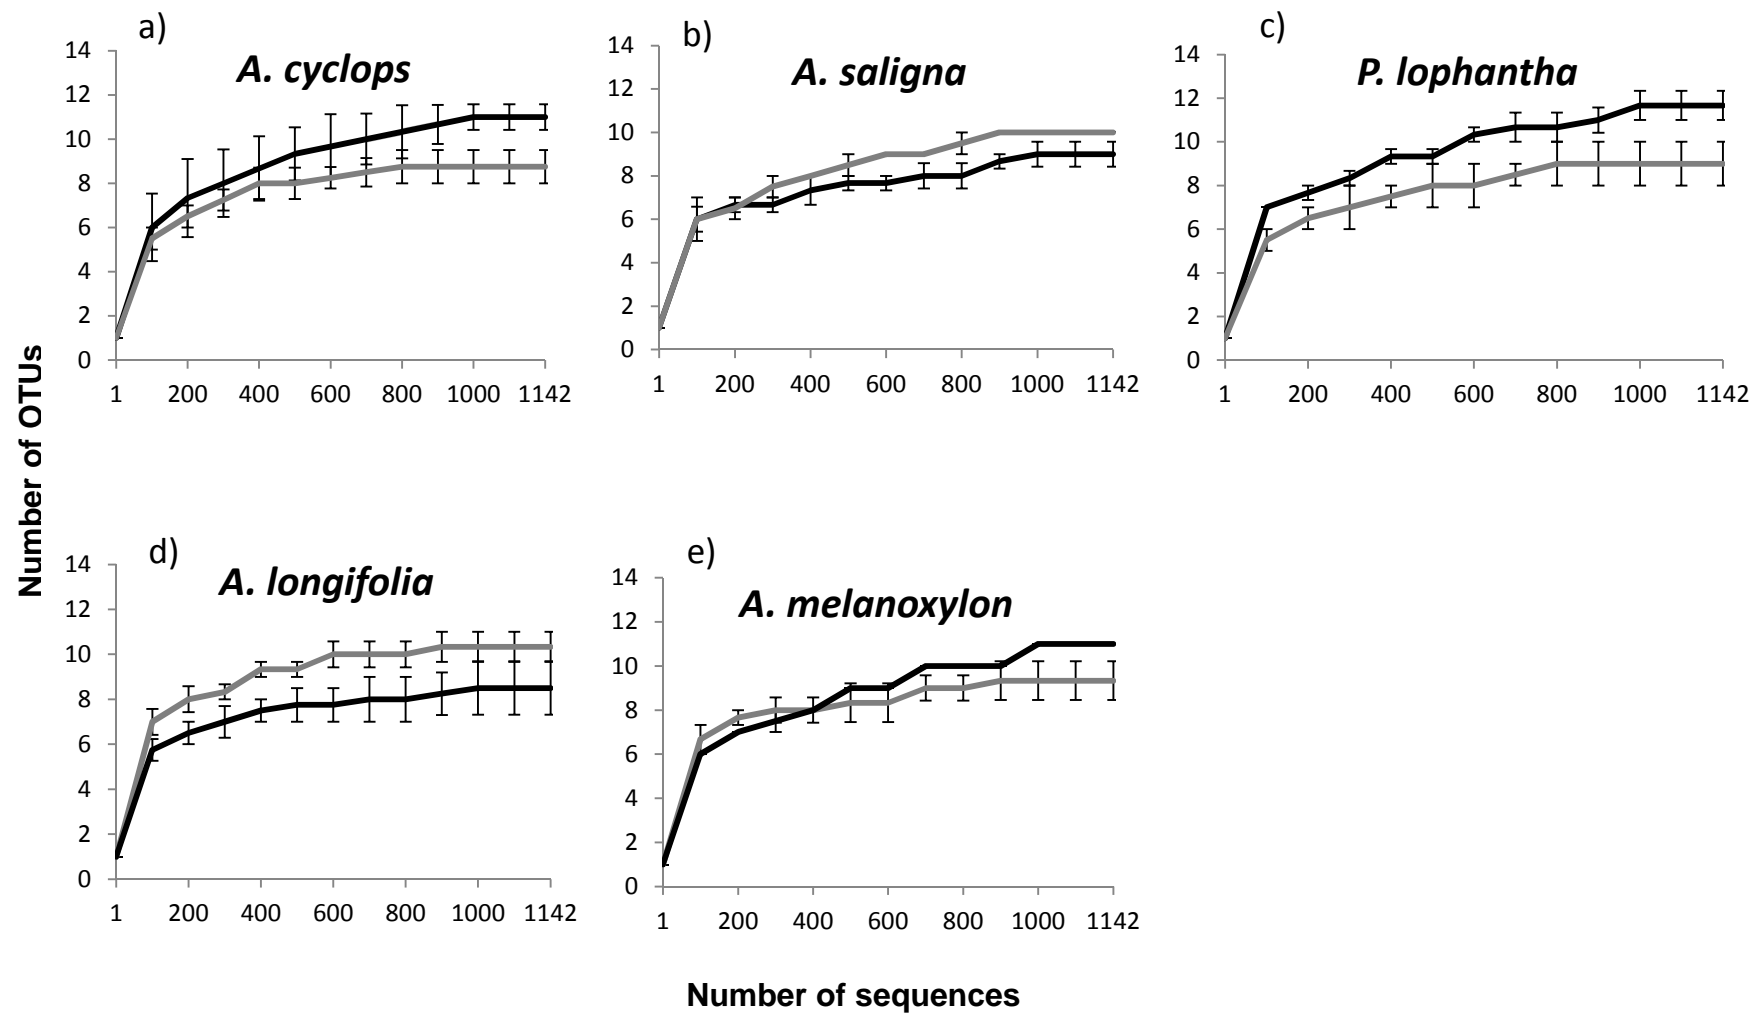 a)
A. cyclops
14
12
10
8
6
4
2
0
1 200 400 600 800 1000 1142
b)
A. saligna
14
12
10
8
6
4
2
0
1 200 400 600 800 1000 1142
c)
P. lophantha
14
12
10
8
6
4
2
0
1 200 400 600 800 1000 1142
Number of OTUs
d)
A. longifolia
14
12
10
8
6
4
2
0
1 200 400 600 800 1000 1142
e)
A. melanoxylon
14
12
10
8
6
4
2
0
1 200 400 600 800 1000 1142
Number of sequences